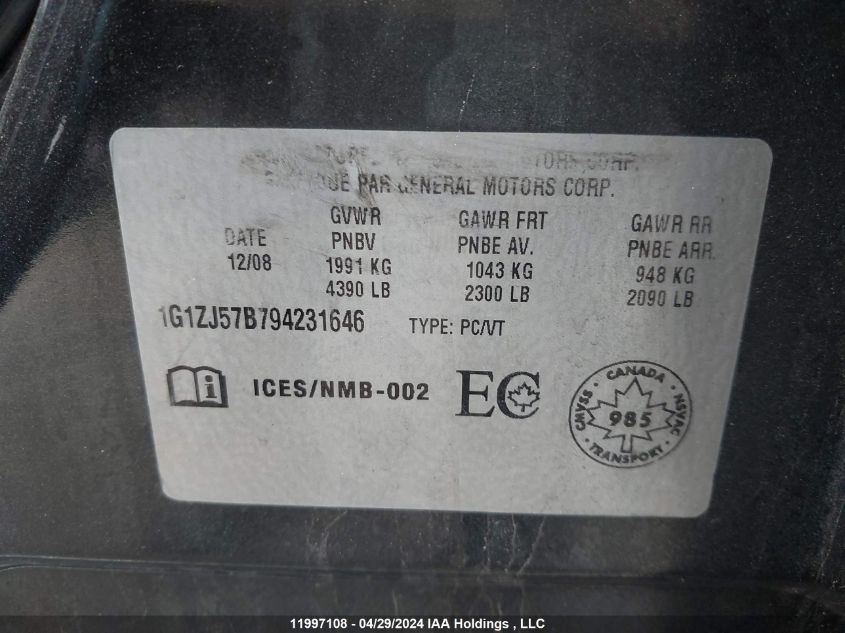 MOTORS CORP.
PAR GENERAL MOTORS CORP.
GVWR GAWR FRT GAWR RR
DATE PNBV PNBE AV. PNBE ARR.
12/08 1991 KG 1043 KG 948 KG
4390 LB 2300 LB 2090 LB
1G1ZJ57B794231646 TYPE: PC/VT
i ICES/NMB-002 EC
CANADA
CMVSS 985 NSVAC
TRANSPORT
11997108 - 04/29/2024 IAA Holdings , LLC